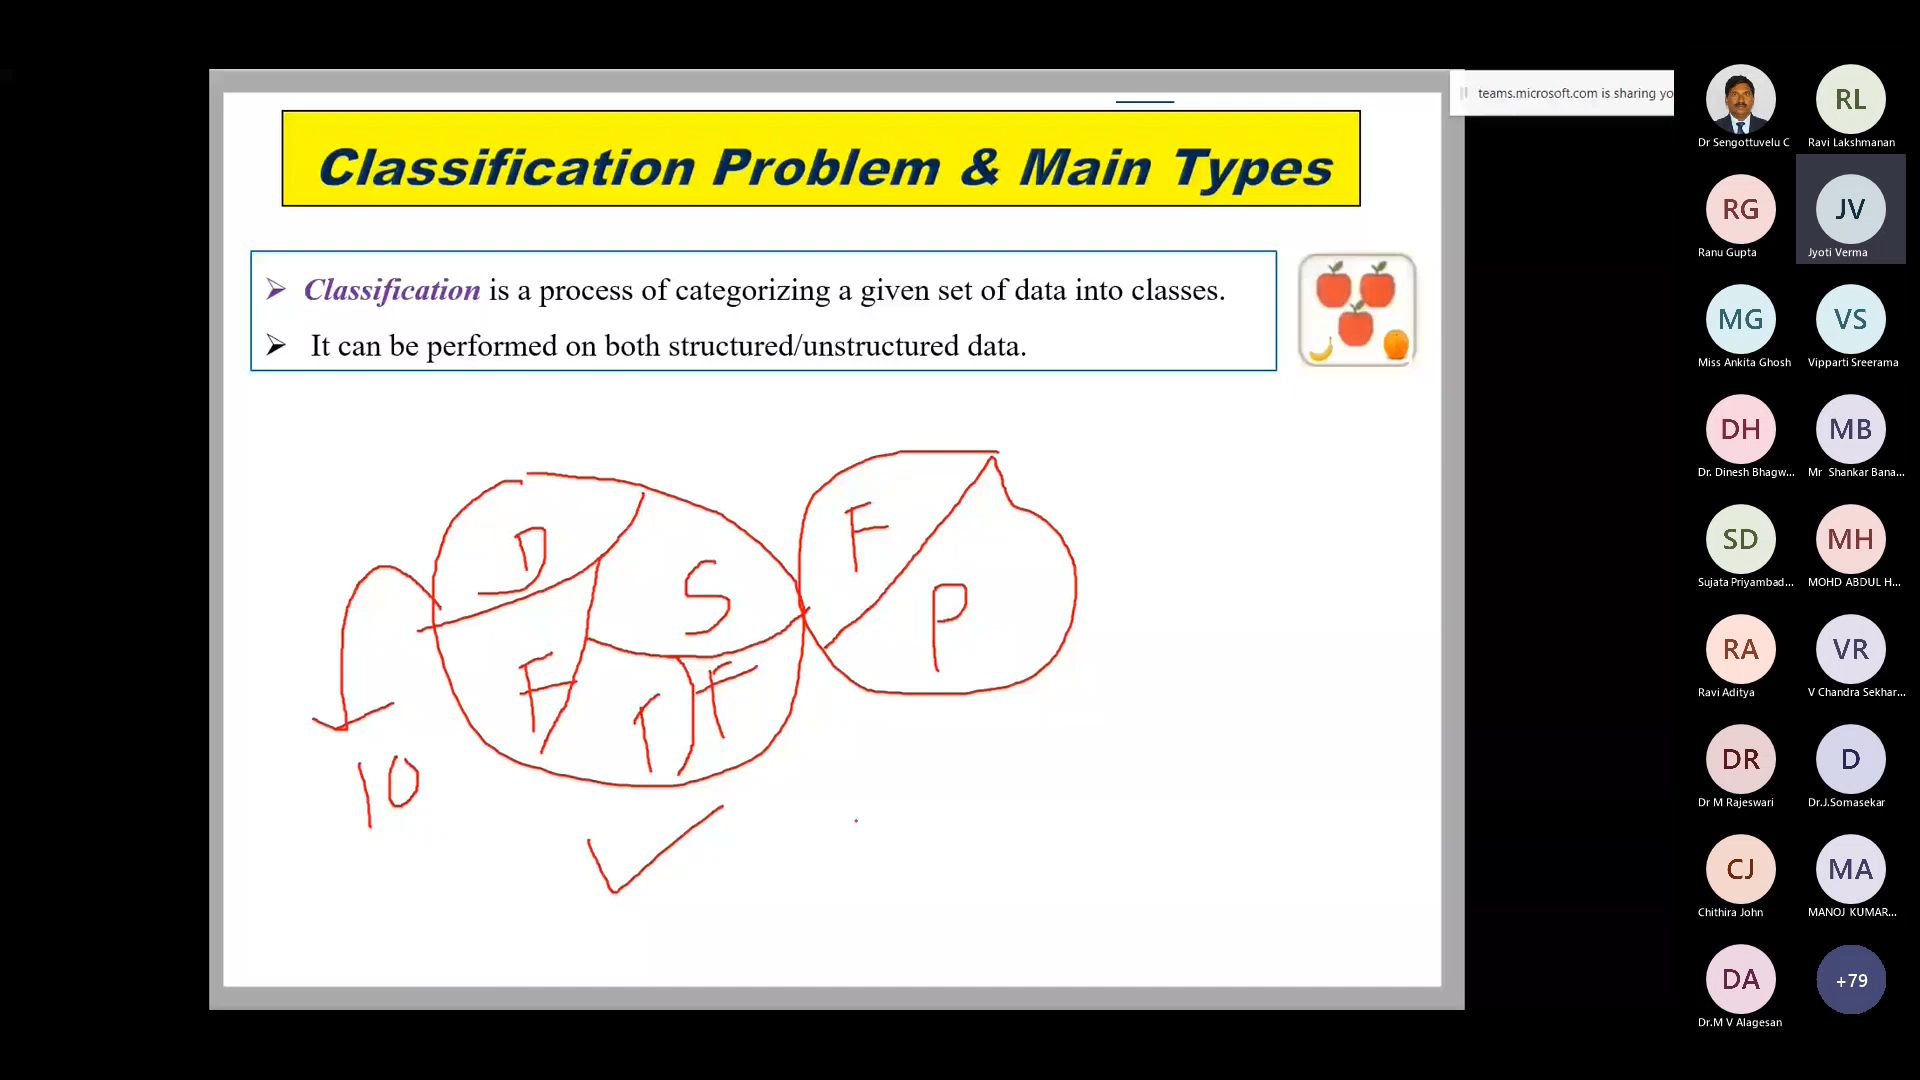 teams.microsoft.com is sharing yo
Classification Problem & Main Types
➢ Classification is a process of categorizing a given set of data into classes.
➢ It can be performed on both structured/unstructured data.
D
S
F
F
P
F
10
RL
Dr Sengottuvelu C
Ravi Lakshmanan
RG
JV
Ranu Gupta
Jyoti Verma
MG
VS
Miss Ankita Ghosh
Vipparti Sreerama
DH
MB
Dr. Dinesh Bhagw...
Mr Shankar Bana...
SD
MH
Sujata Priyambad...
MOHD ABDUL H...
RA
VR
Ravi Aditya
V Chandra Sekhar...
DR
D
Dr M Rajeswari
Dr.J.Somasekar
CJ
MA
Chithira John
MANOJ KUMAR...
DA
+79
Dr.M V Alagesan